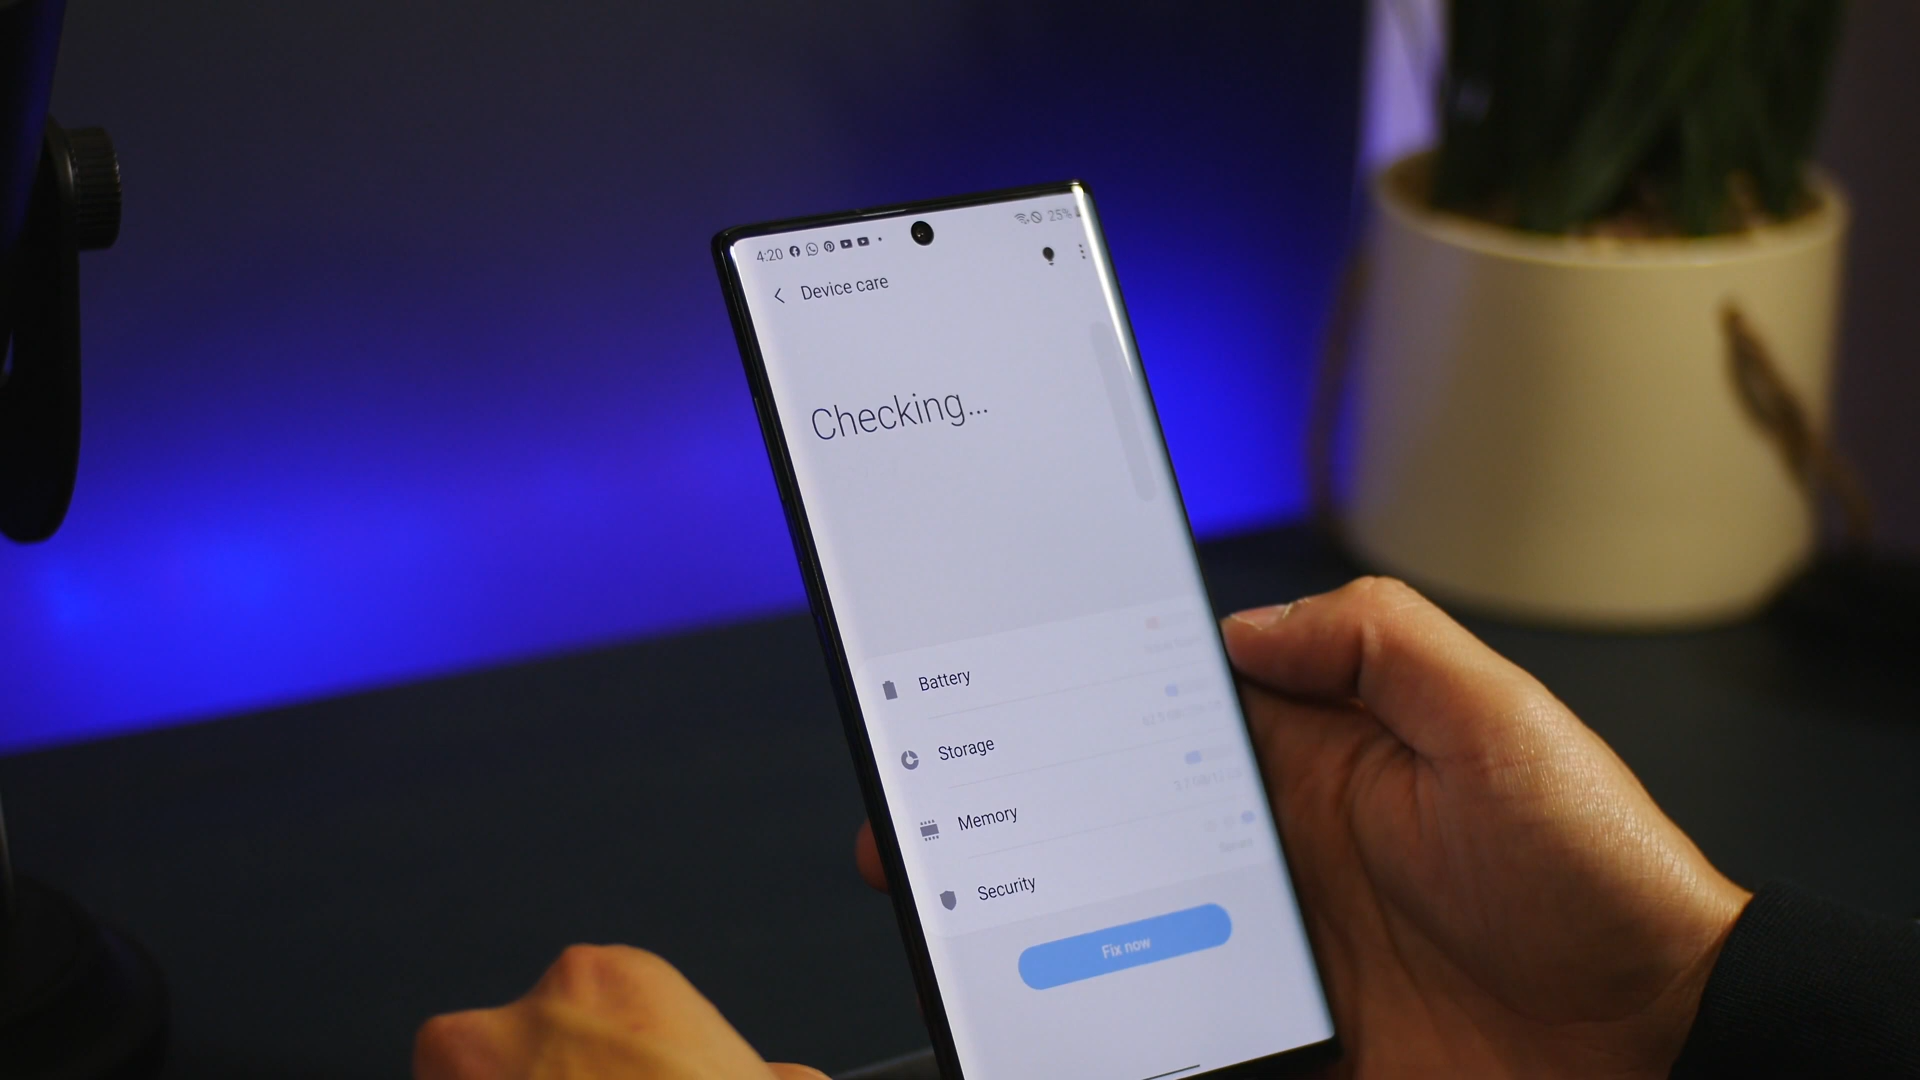 4:20 25%
Device care
Checking...
Battery
Storage
Memory
Security
Fix now